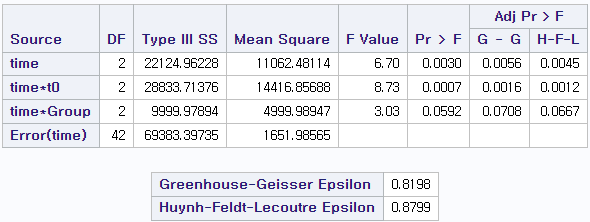 Adj Pr > F
Source DF Type III SS Mean Square F Value Pr > F G - G H-F-L
time 2 22124.96228 11062.48114 6.70 0.0030 0.0056 0.0045
time*t0 2 28833.71376 14416.85688 8.73 0.0007 0.0016 0.0012
time*Group 2 9999.97894 4999.98947 3.03 0.0592 0.0708 0.0667
Error(time) 42 69383.39735 1651.98565
Greenhouse-Geisser Epsilon 0.8198
Huynh-Feldt-Lecoutre Epsilon 0.8799